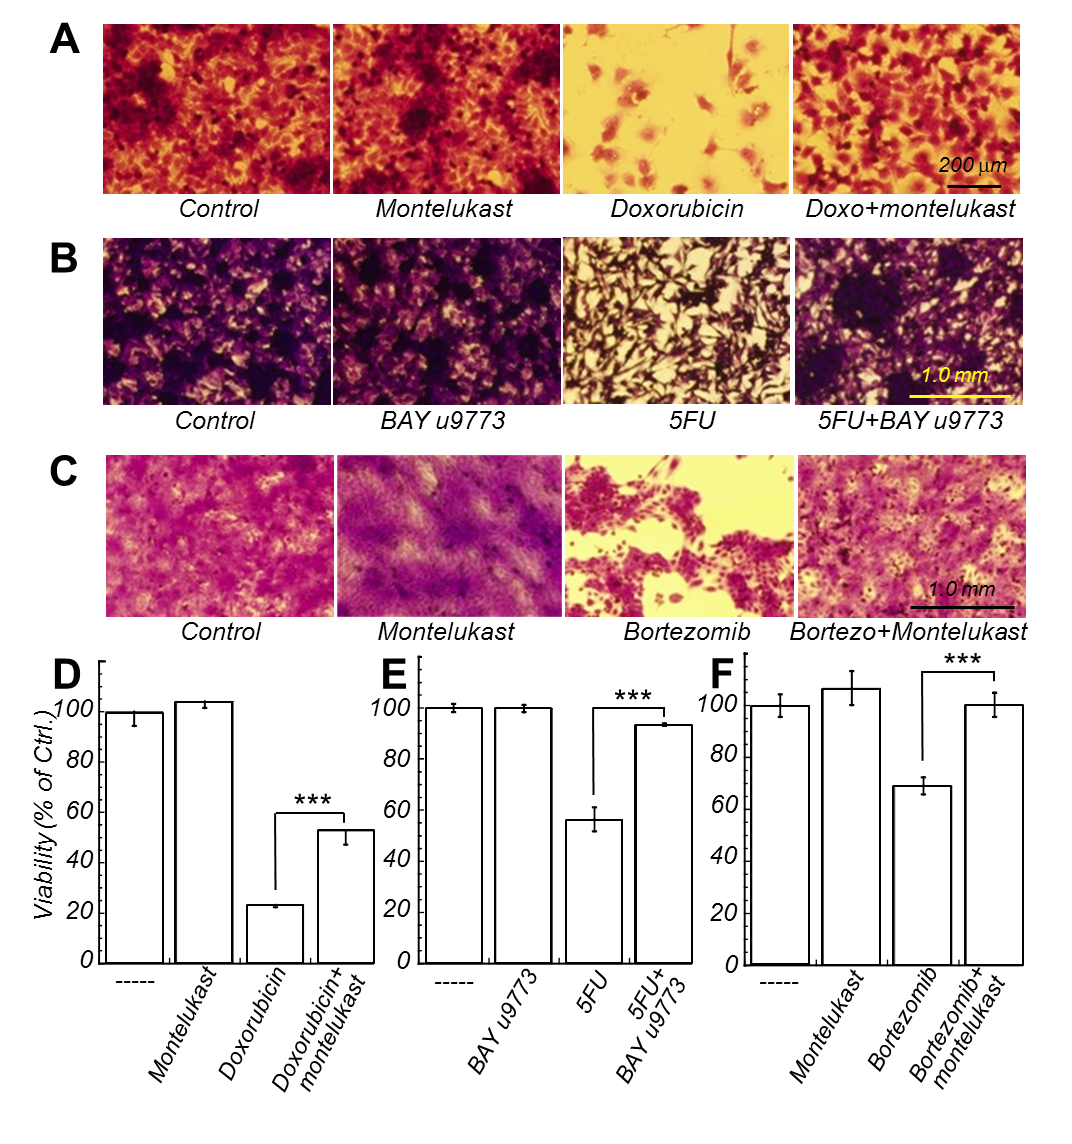 A
200 μm
Control
Montelukast
Doxorubicin
Doxo+montelukast
B
1.0 mm
Control
BAY u9773
5FU
5FU+BAY u9773
C
1.0 mm
Control
Montelukast
Bortezomib
Bortezo+Montelukast
D
Viability (% of Ctrl.)
100
80
60
40
20
0
***
-----
Montelukast
Doxorubicin
Doxorubicin+
montelukast
E
100
80
60
40
20
0
***
-----
BAY u9773
5FU
5FU+
BAY u9773
F
100
80
60
40
20
0
***
-----
Montelukast
Bortezomib
Bortezomib+
montelukast